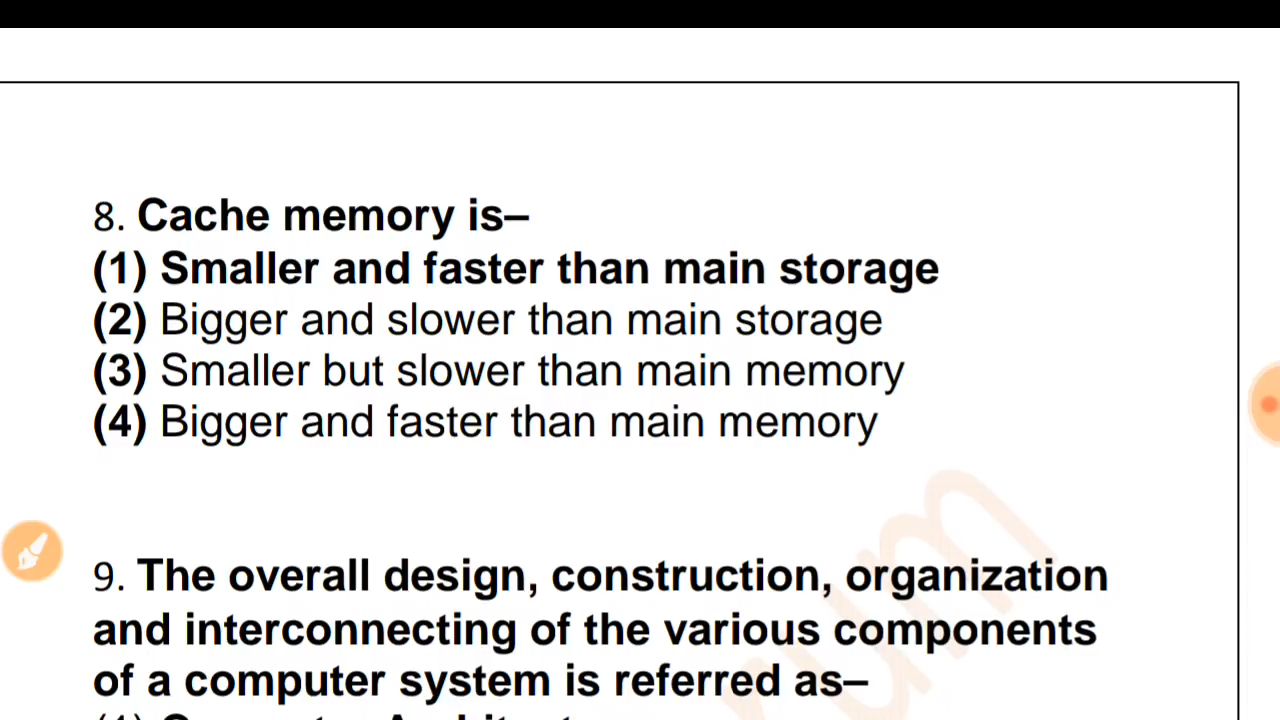 8. Cache memory is–
(1) Smaller and faster than main storage
(2) Bigger and slower than main storage
(3) Smaller but slower than main memory
(4) Bigger and faster than main memory
9. The overall design, construction, organization
and interconnecting of the various components
of a computer system is referred as–